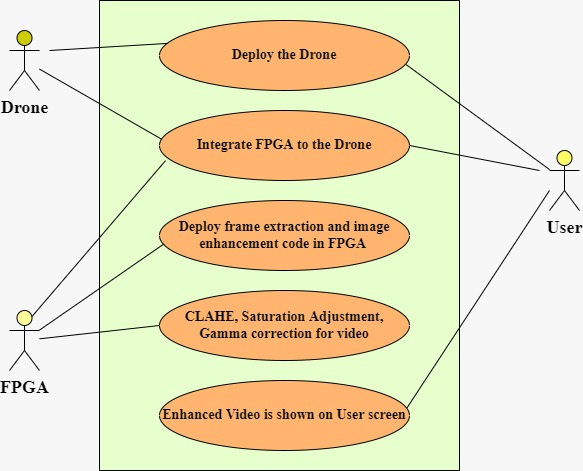 Deploy the Drone
Drone
Integrate FPGA to the Drone
User
Deploy frame extraction and image
enhancement code in FPGA
CLAHE, Saturation Adjustment,
Gamma correction for video
FPGA
Enhanced Video is shown on User screen